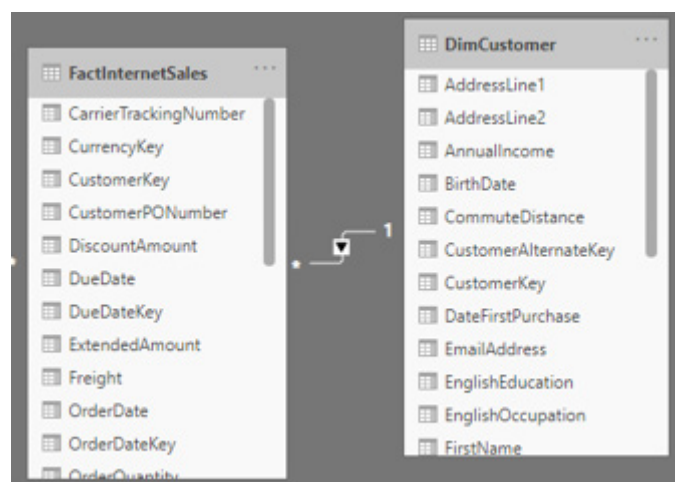 FactInternetSales
CarrierTrackingNumber
CurrencyKey
CustomerKey
CustomerPONumber
DiscountAmount
DueDate
DueDateKey
ExtendedAmount
Freight
OrderDate
OrderDateKey
OrderQuantity
*
*
1
DimCustomer
AddressLine1
AddressLine2
AnnualIncome
BirthDate
CommuteDistance
CustomerAlternateKey
CustomerKey
DateFirstPurchase
EmailAddress
EnglishEducation
EnglishOccupation
FirstName